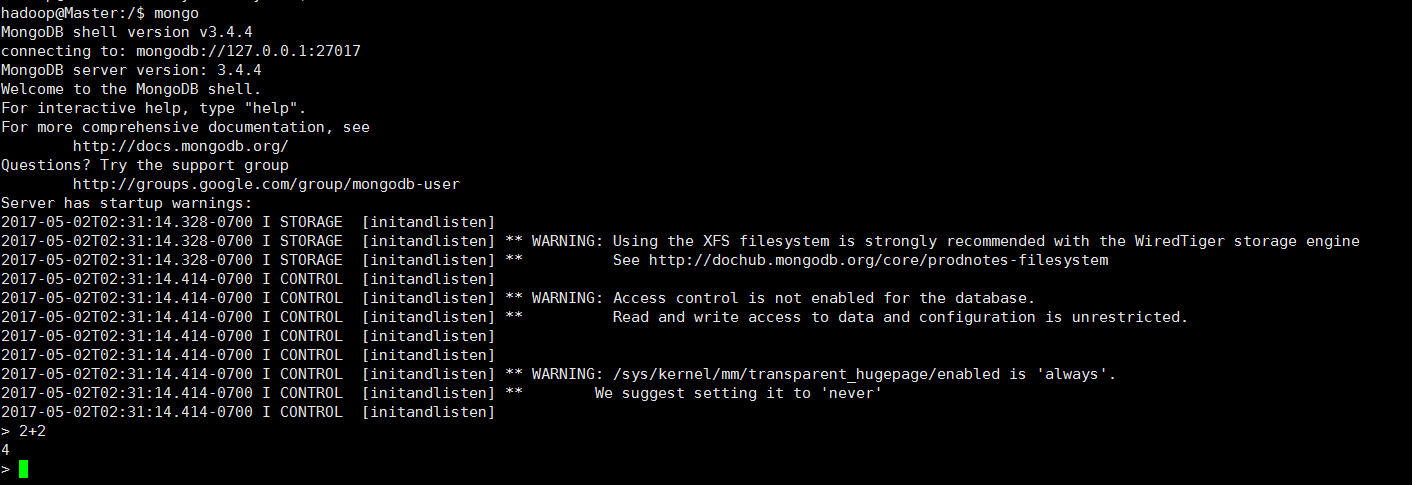 hadoop@Master:/$ mongo
MongoDB shell version v3.4.4
connecting to: mongodb://127.0.0.1:27017
MongoDB server version: 3.4.4
Welcome to the MongoDB shell.
For interactive help, type "help".
For more comprehensive documentation, see
        http://docs.mongodb.org/
Questions? Try the support group
        http://groups.google.com/group/mongodb-user
Server has startup warnings:
2017-05-02T02:31:14.328-0700 I STORAGE  [initandlisten]
2017-05-02T02:31:14.328-0700 I STORAGE  [initandlisten] ** WARNING: Using the XFS filesystem is strongly recommended with the WiredTiger storage engine
2017-05-02T02:31:14.328-0700 I STORAGE  [initandlisten] **          See http://dochub.mongodb.org/core/prodnotes-filesystem
2017-05-02T02:31:14.414-0700 I CONTROL  [initandlisten]
2017-05-02T02:31:14.414-0700 I CONTROL  [initandlisten] ** WARNING: Access control is not enabled for the database.
2017-05-02T02:31:14.414-0700 I CONTROL  [initandlisten] **          Read and write access to data and configuration is unrestricted.
2017-05-02T02:31:14.414-0700 I CONTROL  [initandlisten]
2017-05-02T02:31:14.414-0700 I CONTROL  [initandlisten]
2017-05-02T02:31:14.414-0700 I CONTROL  [initandlisten] ** WARNING: /sys/kernel/mm/transparent_hugepage/enabled is 'always'.
2017-05-02T02:31:14.414-0700 I CONTROL  [initandlisten] **        We suggest setting it to 'never'
2017-05-02T02:31:14.414-0700 I CONTROL  [initandlisten]
> 2+2
4
>